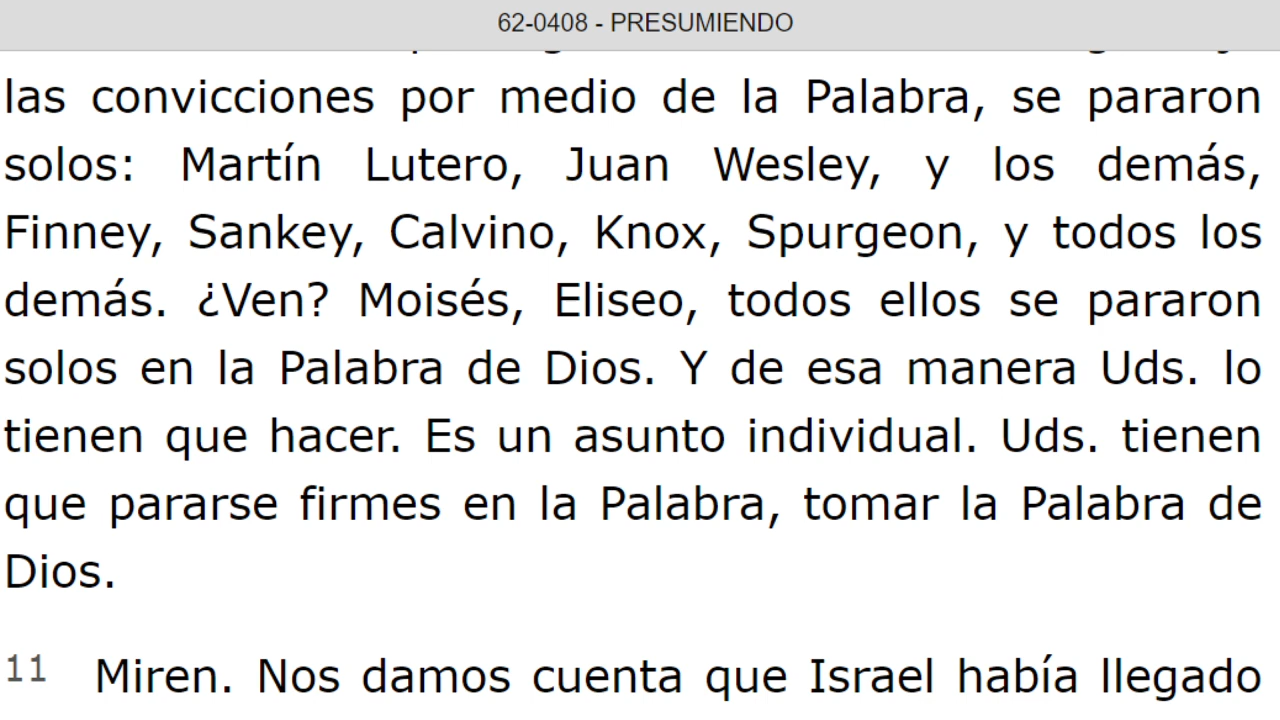 62-0408 - PRESUMIENDO
las convicciones por medio de la Palabra, se pararon
solos: Martín Lutero, Juan Wesley, y los demás,
Finney, Sankey, Calvino, Knox, Spurgeon, y todos los
demás. ¿Ven? Moisés, Eliseo, todos ellos se pararon
solos en la Palabra de Dios. Y de esa manera Uds. lo
tienen que hacer. Es un asunto individual. Uds. tienen
que pararse firmes en la Palabra, tomar la Palabra de
Dios.
11 Miren. Nos damos cuenta que Israel había llegado